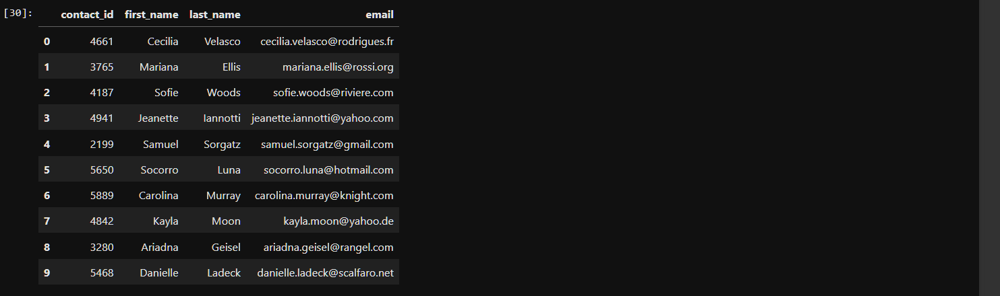 [30]: contact_id first_name last_name email
0 4661 Cecilia Velasco cecilia.velasco@rodrigues.fr
1 3765 Mariana Ellis mariana.ellis@rossi.org
2 4187 Sofie Woods sofie.woods@riviere.com
3 4941 Jeanette Iannotti jeanette.iannotti@yahoo.com
4 2199 Samuel Sorgatz samuel.sorgatz@gmail.com
5 5650 Socorro Luna socorro.luna@hotmail.com
6 5889 Carolina Murray carolina.murray@knight.com
7 4842 Kayla Moon kayla.moon@yahoo.de
8 3280 Ariadna Geisel ariadna.geisel@rangel.com
9 5468 Danielle Ladeck danielle.ladeck@scalfaro.net